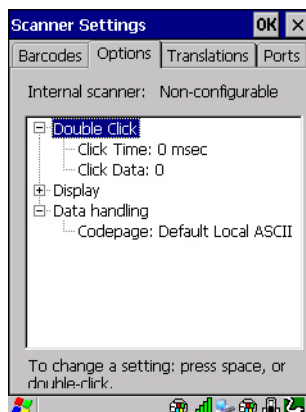 Scanner Settings OK ×
Barcodes Options Translations Ports
Internal scanner: Non-configurable
Double Click
Click Time: 0 msec
Click Data: 0
Display
Data handling
Codepage: Default Local ASCII
To change a setting: press space, or
double-click.